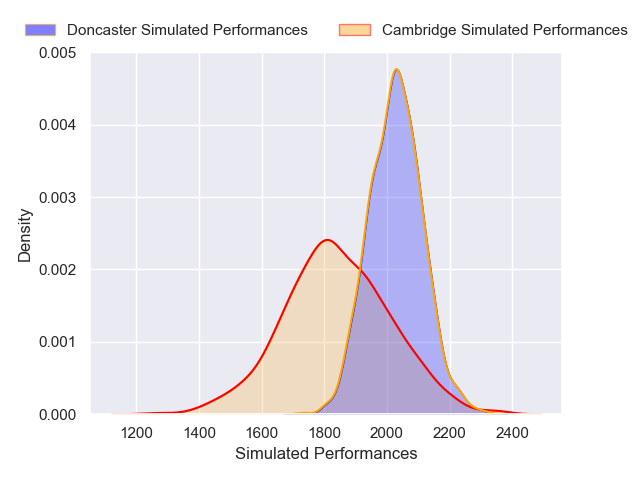 Doncaster Simulated Performances Cambridge Simulated Performances
0.005
0.004
0.003
0.002
0.001
0.000
Density
1200 1400 1600 1800 2000 2200 2400
Simulated Performances